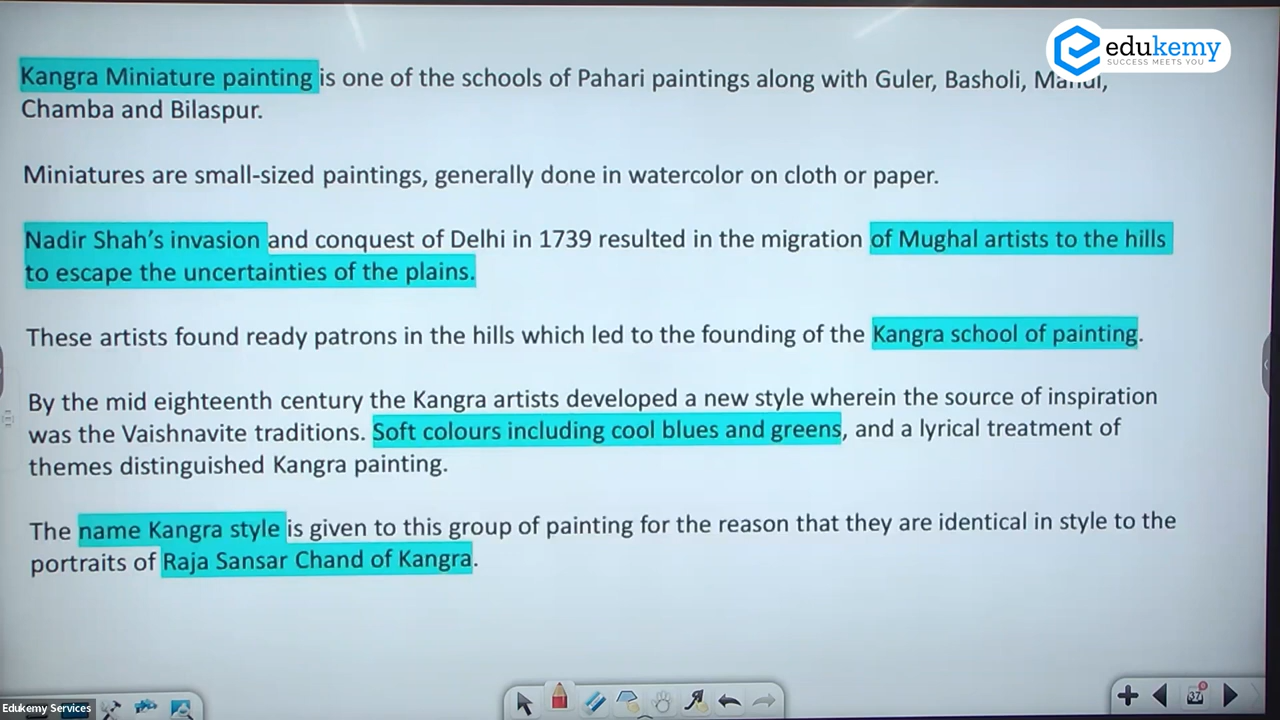 edukemy
SUCCESS MEETS YOU
Kangra Miniature painting is one of the schools of Pahari paintings along with Guler, Basholi, Mandi,
Chamba and Bilaspur.
Miniatures are small-sized paintings, generally done in watercolor on cloth or paper.
Nadir Shah’s invasion and conquest of Delhi in 1739 resulted in the migration of Mughal artists to the hills
to escape the uncertainties of the plains.
These artists found ready patrons in the hills which led to the founding of the Kangra school of painting.
By the mid eighteenth century the Kangra artists developed a new style wherein the source of inspiration
was the Vaishnavite traditions. Soft colours including cool blues and greens, and a lyrical treatment of
themes distinguished Kangra painting.
The name Kangra style is given to this group of painting for the reason that they are identical in style to the
portraits of Raja Sansar Chand of Kangra.
Edukemy Services
37